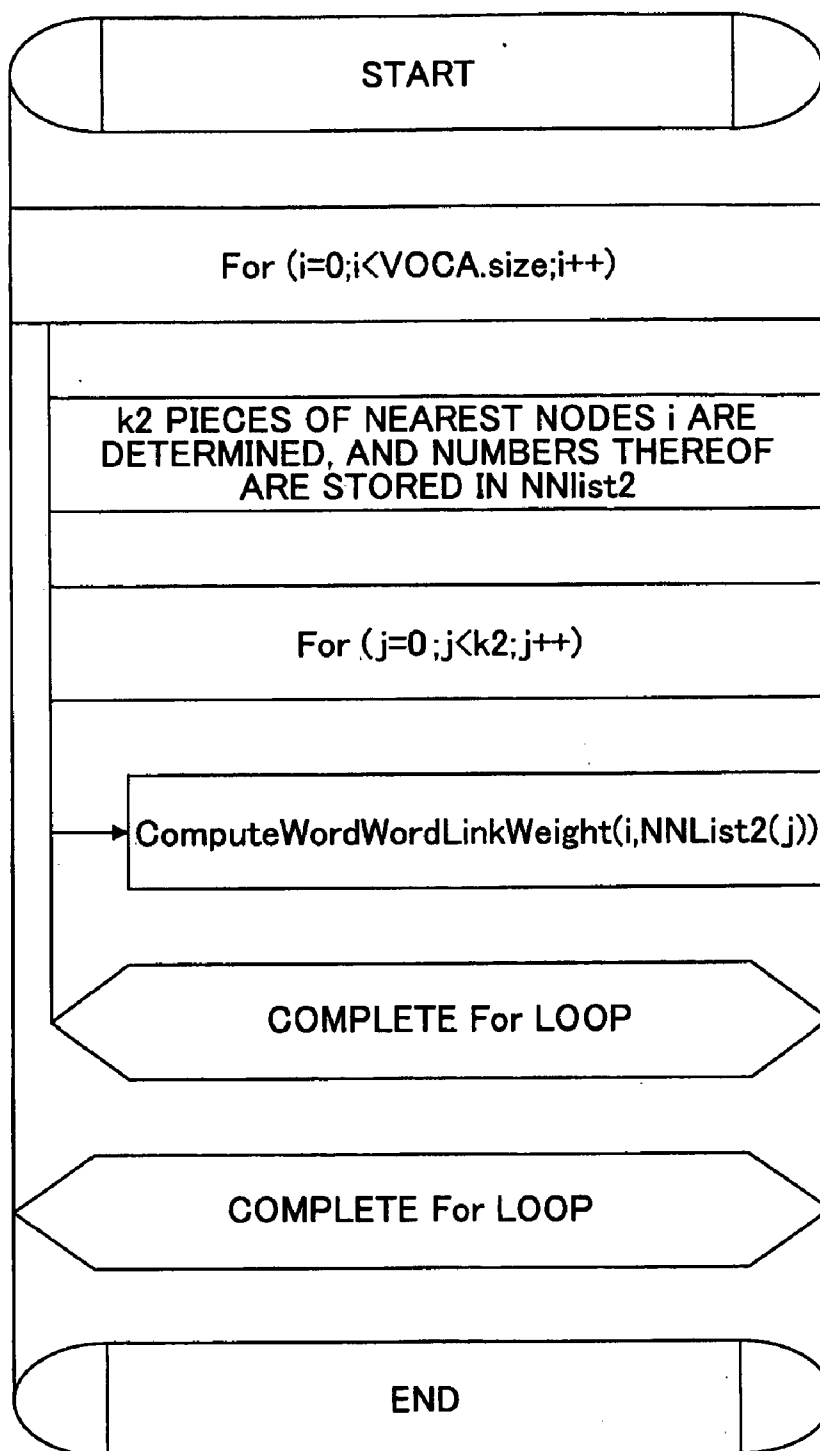 START
For (i=0;i<VOCA.size;i++)
k2 PIECES OF NEAREST NODES i ARE
DETERMINED, AND NUMBERS THEREOF
ARE STORED IN NNlist2
For (j=0;j<k2;j++)
ComputeWordWordLinkWeight(i,NNList2(j))
COMPLETE For LOOP
COMPLETE For LOOP
END